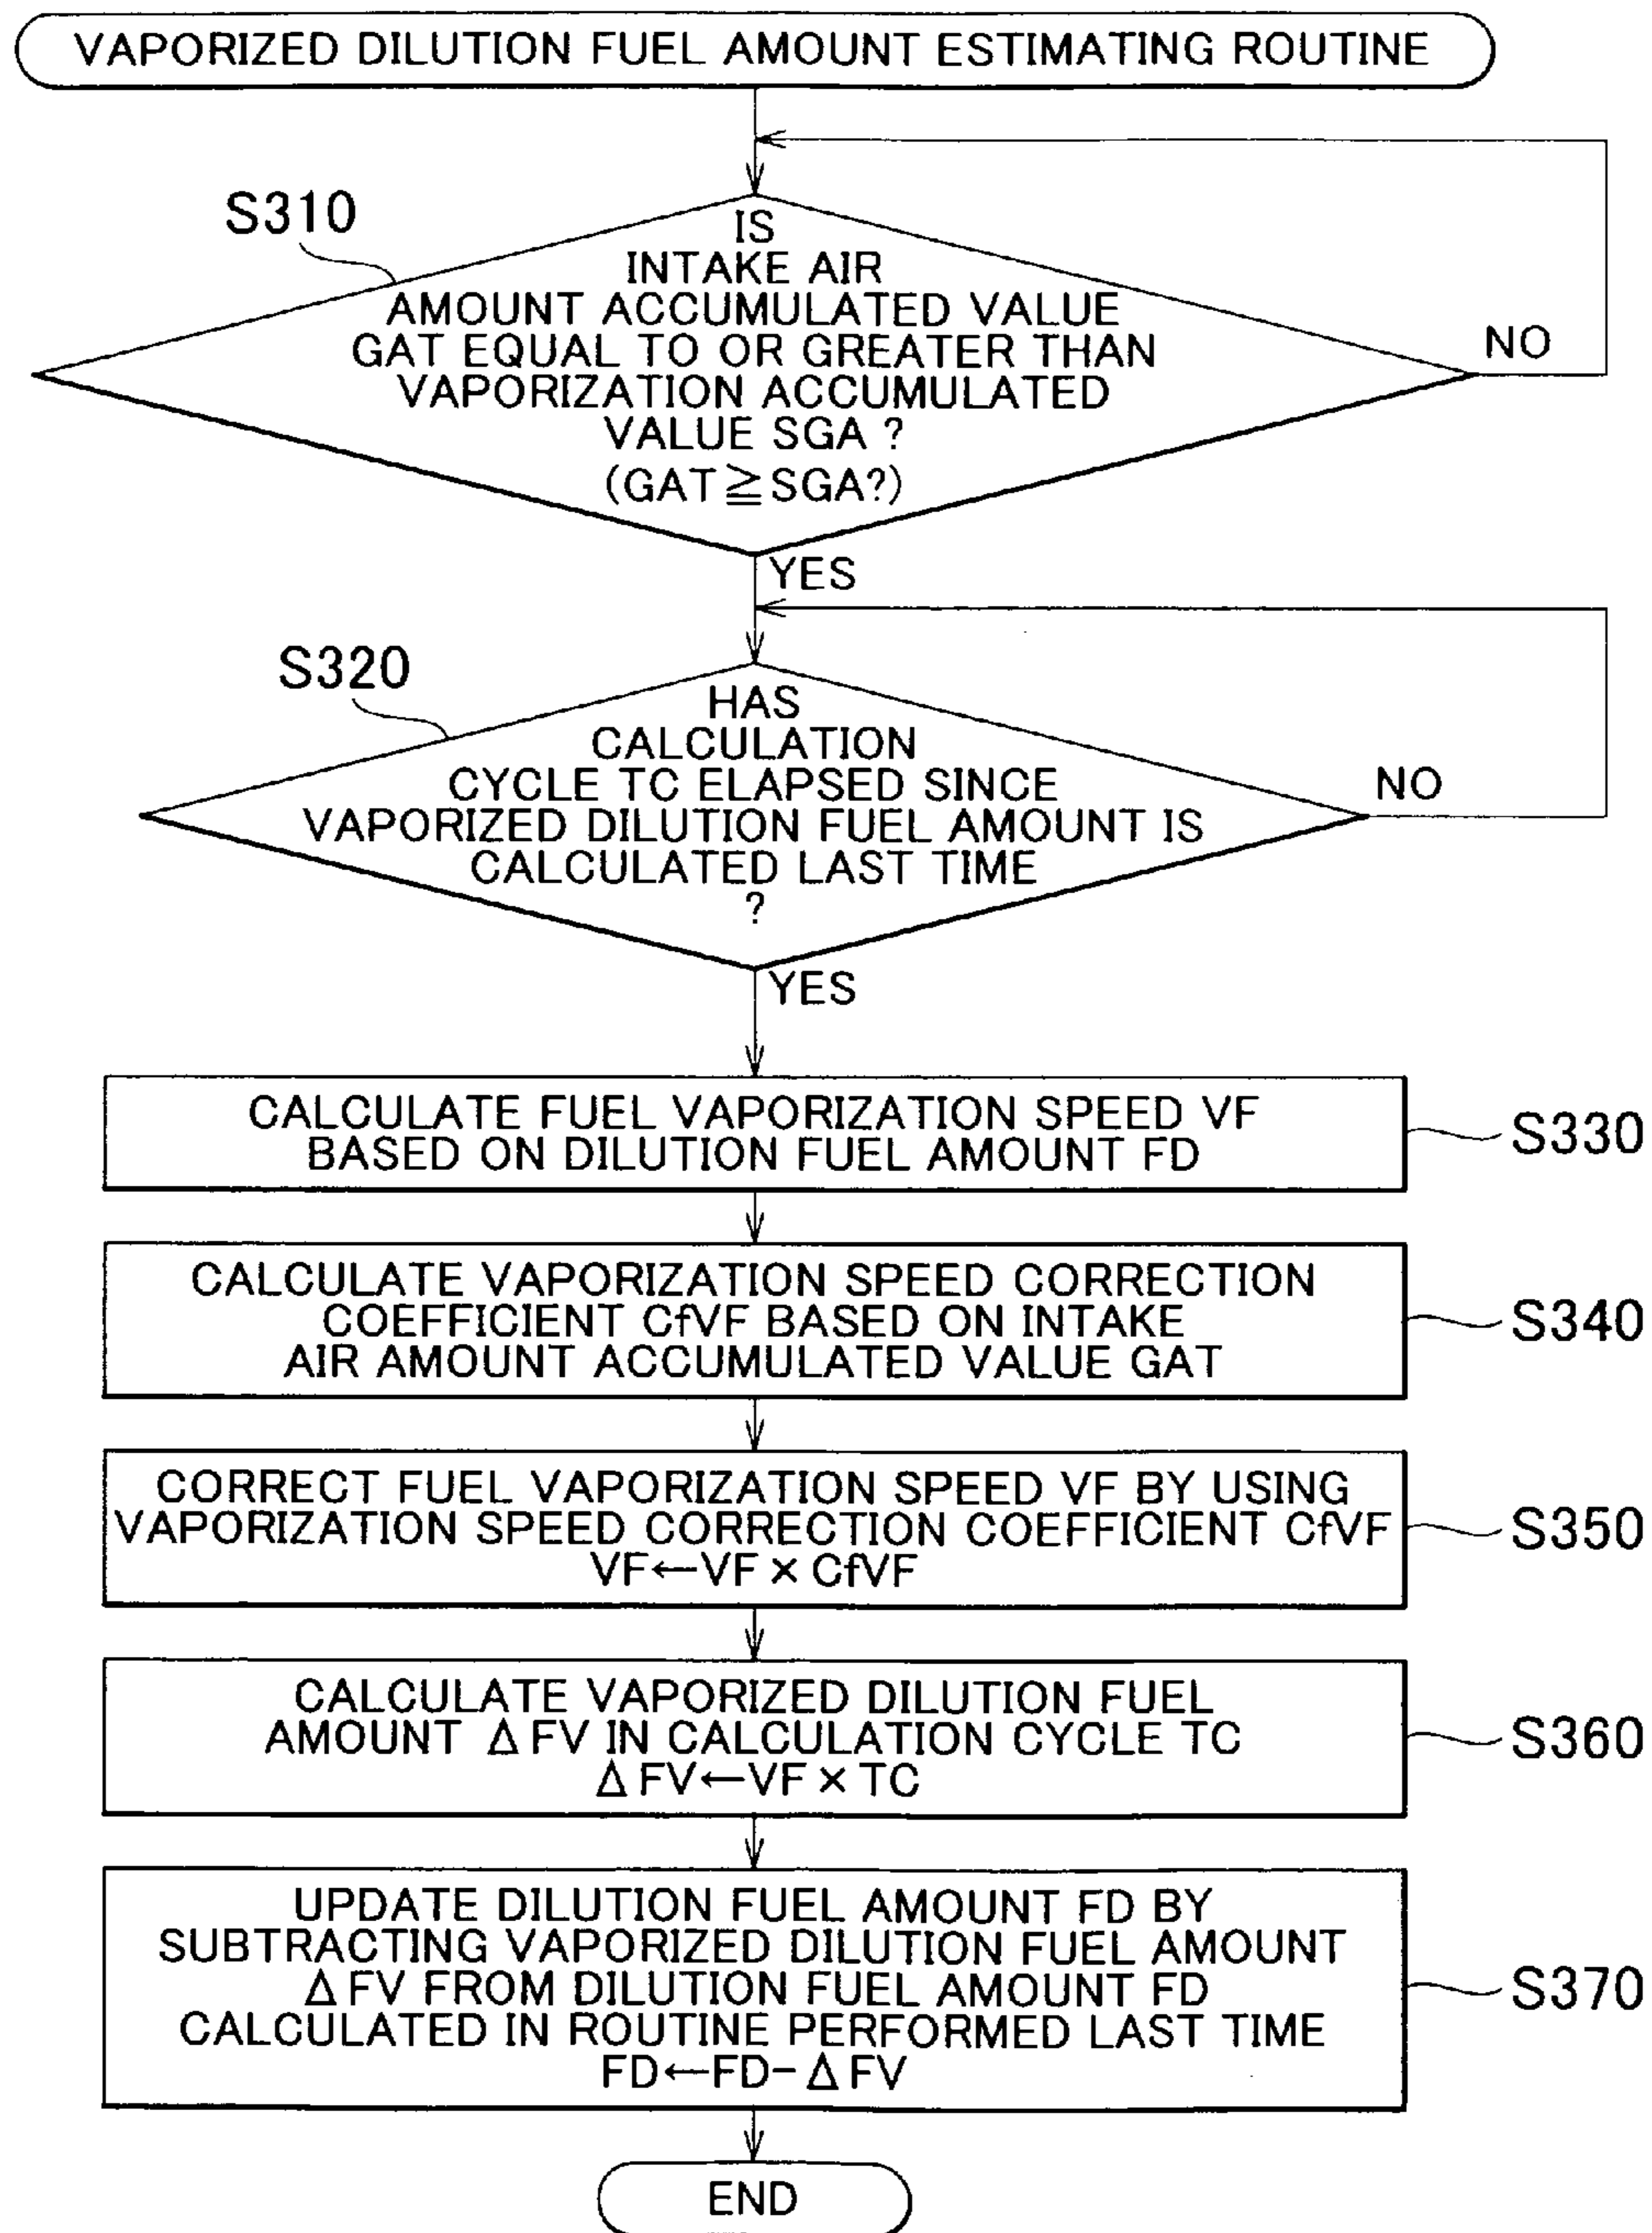 VAPORIZED DILUTION FUEL AMOUNT ESTIMATING ROUTINE
S310
IS
INTAKE AIR
AMOUNT ACCUMULATED VALUE
GAT EQUAL TO OR GREATER THAN
VAPORIZATION ACCUMULATED
VALUE SGA ?
(GAT≧SGA?)
NO
YES
S320
HAS
CALCULATION
CYCLE TC ELAPSED SINCE
VAPORIZED DILUTION FUEL AMOUNT IS
CALCULATED LAST TIME
?
NO
YES
CALCULATE FUEL VAPORIZATION SPEED VF
BASED ON DILUTION FUEL AMOUNT FD
S330
CALCULATE VAPORIZATION SPEED CORRECTION
COEFFICIENT CfVF BASED ON INTAKE
AIR AMOUNT ACCUMULATED VALUE GAT
S340
CORRECT FUEL VAPORIZATION SPEED VF BY USING
VAPORIZATION SPEED CORRECTION COEFFICIENT CfVF
VF←VF × CfVF
S350
CALCULATE VAPORIZED DILUTION FUEL
AMOUNT Δ FV IN CALCULATION CYCLE TC
Δ FV←VF × TC
S360
UPDATE DILUTION FUEL AMOUNT FD BY
SUBTRACTING VAPORIZED DILUTION FUEL AMOUNT
Δ FV FROM DILUTION FUEL AMOUNT FD
CALCULATED IN ROUTINE PERFORMED LAST TIME
FD←FD− Δ FV
S370
END